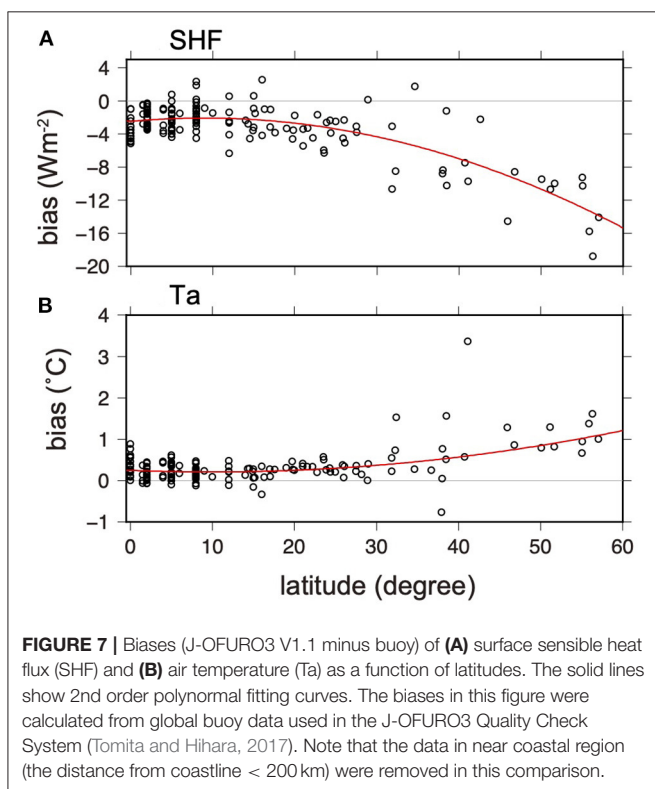 A SHF
4
0
−4
−8
−12
−16
−20
bias (Wm-2)
B Ta
4
3
2
1
0
−1
bias (˚C)
0 10 20 30 40 50 60
latitude (degree)
FIGURE 7 | Biases (J-OFURO3 V1.1 minus buoy) of (A) surface sensible heat
flux (SHF) and (B) air temperature (Ta) as a function of latitudes. The solid lines
show 2nd order polynormal fitting curves. The biases in this figure were
calculated from global buoy data used in the J-OFURO3 Quality Check
System (Tomita and Hihara, 2017). Note that the data in near coastal region
(the distance from coastline < 200 km) were removed in this comparison.